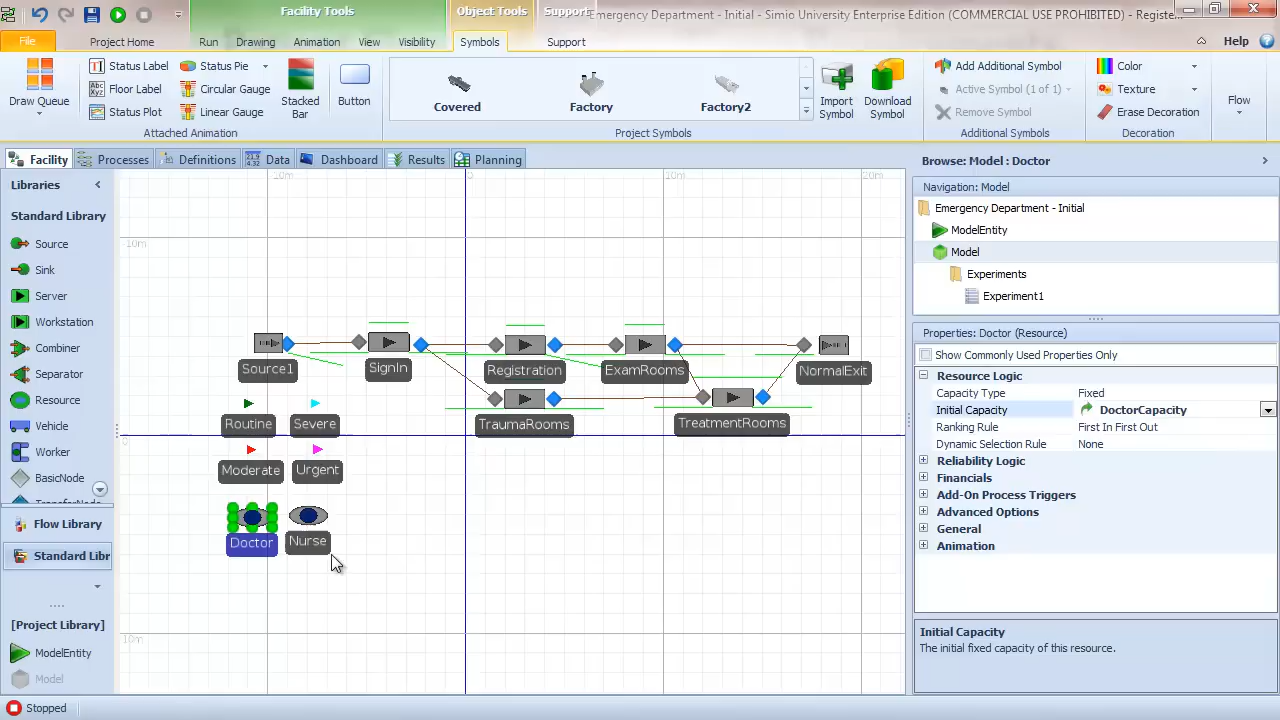 Facility Tools
Object Tools
Support
Emergency Department - Initial - Simio University Enterprise Edition (COMMERCIAL USE PROHIBITED) - Registe...
File
Project Home
Run
Drawing
Animation
View
Visibility
Symbols
Support
Help
Draw Queue
Status Label
Floor Label
Status Plot
Status Pie
Circular Gauge
Linear Gauge
Stacked Bar
Button
Attached Animation
Covered
Factory
Factory2
Project Symbols
Import Symbol
Download Symbol
Add Additional Symbol
Active Symbol (1 of 1)
Remove Symbol
Additional Symbols
Color
Texture
Erase Decoration
Decoration
Flow
Facility
Processes
Definitions
Data
Dashboard
Results
Planning
Libraries
Standard Library
Source
Sink
Server
Workstation
Combiner
Separator
Resource
Vehicle
Worker
BasicNode
TransferNode
Flow Library
Standard Libr
[Project Library]
ModelEntity
Model
-10m
10m
20m
-10m
10m
Source1
SignIn
Registration
ExamRooms
NormalExit
TraumaRooms
TreatmentRooms
Routine
Severe
Moderate
Urgent
Doctor
Nurse
Browse: Model : Doctor
Navigation: Model
Emergency Department - Initial
ModelEntity
Model
Experiments
Experiment1
Properties: Doctor (Resource)
Show Commonly Used Properties Only
Resource Logic
Capacity Type Fixed
Initial Capacity DoctorCapacity
Ranking Rule First In First Out
Dynamic Selection Rule None
Reliability Logic
Financials
Add-On Process Triggers
Advanced Options
General
Animation
Initial Capacity
The initial fixed capacity of this resource.
Stopped